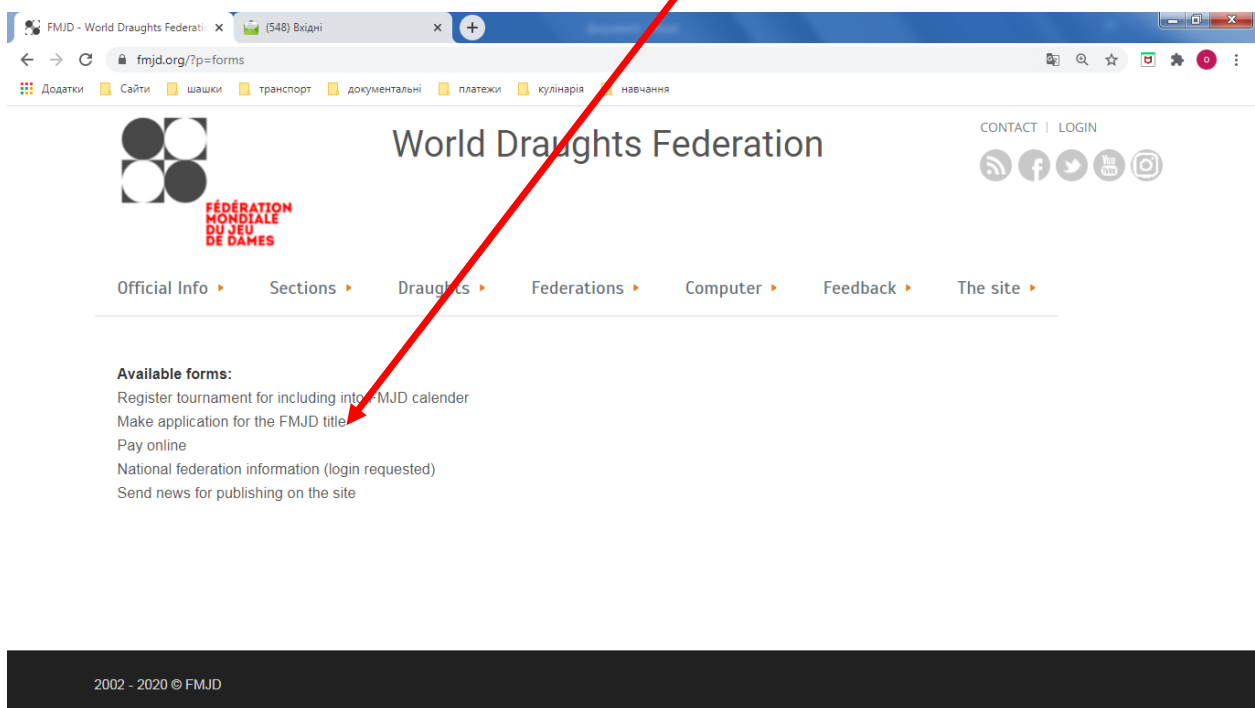 FMJD - World Draughts Federatio
(548) Вхідні
fmjd.org/?p=forms
Додатки Сайти шашки транспорт документальні платежи кулінарія навчання
World Draughts Federation
CONTACT | LOGIN
You
Tube
FÉDÉRATION
MONDIALE
DU JEU
DE DAMES
Official Info Sections Draughts Federations Computer Feedback The site
Available forms:
Register tournament for including into FMJD calender
Make application for the FMJD title
Pay online
National federation information (login requested)
Send news for publishing on the site
2002 - 2020 © FMJD